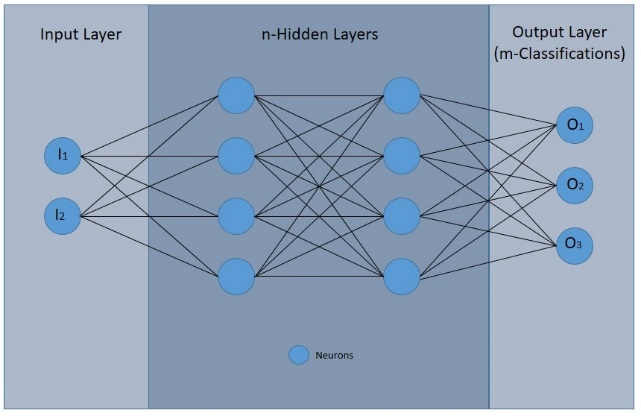 Input Layer
n-Hidden Layers
Output Layer
(m-Classifications)
I1
I2
O1
O2
O3
Neurons